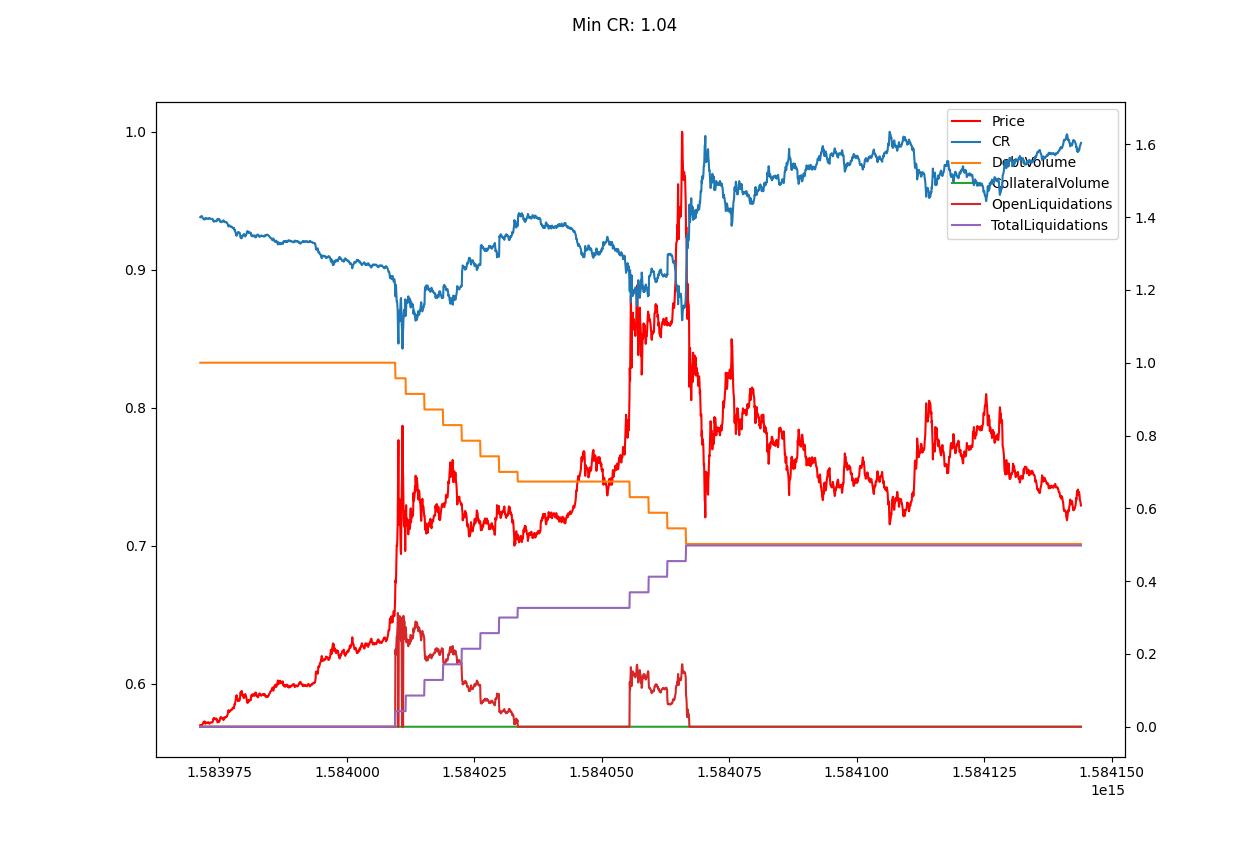 Min CR: 1.04
1.0
0.9
0.8
0.7
0.6
1.6
1.4
1.2
1.0
0.8
0.6
0.4
0.2
0.0
Price
CR
DebtVolume
CollateralVolume
OpenLiquidations
TotalLiquidations
1.583975 1.584000 1.584025 1.584050 1.584075 1.584100 1.584125 1.584150
1e15